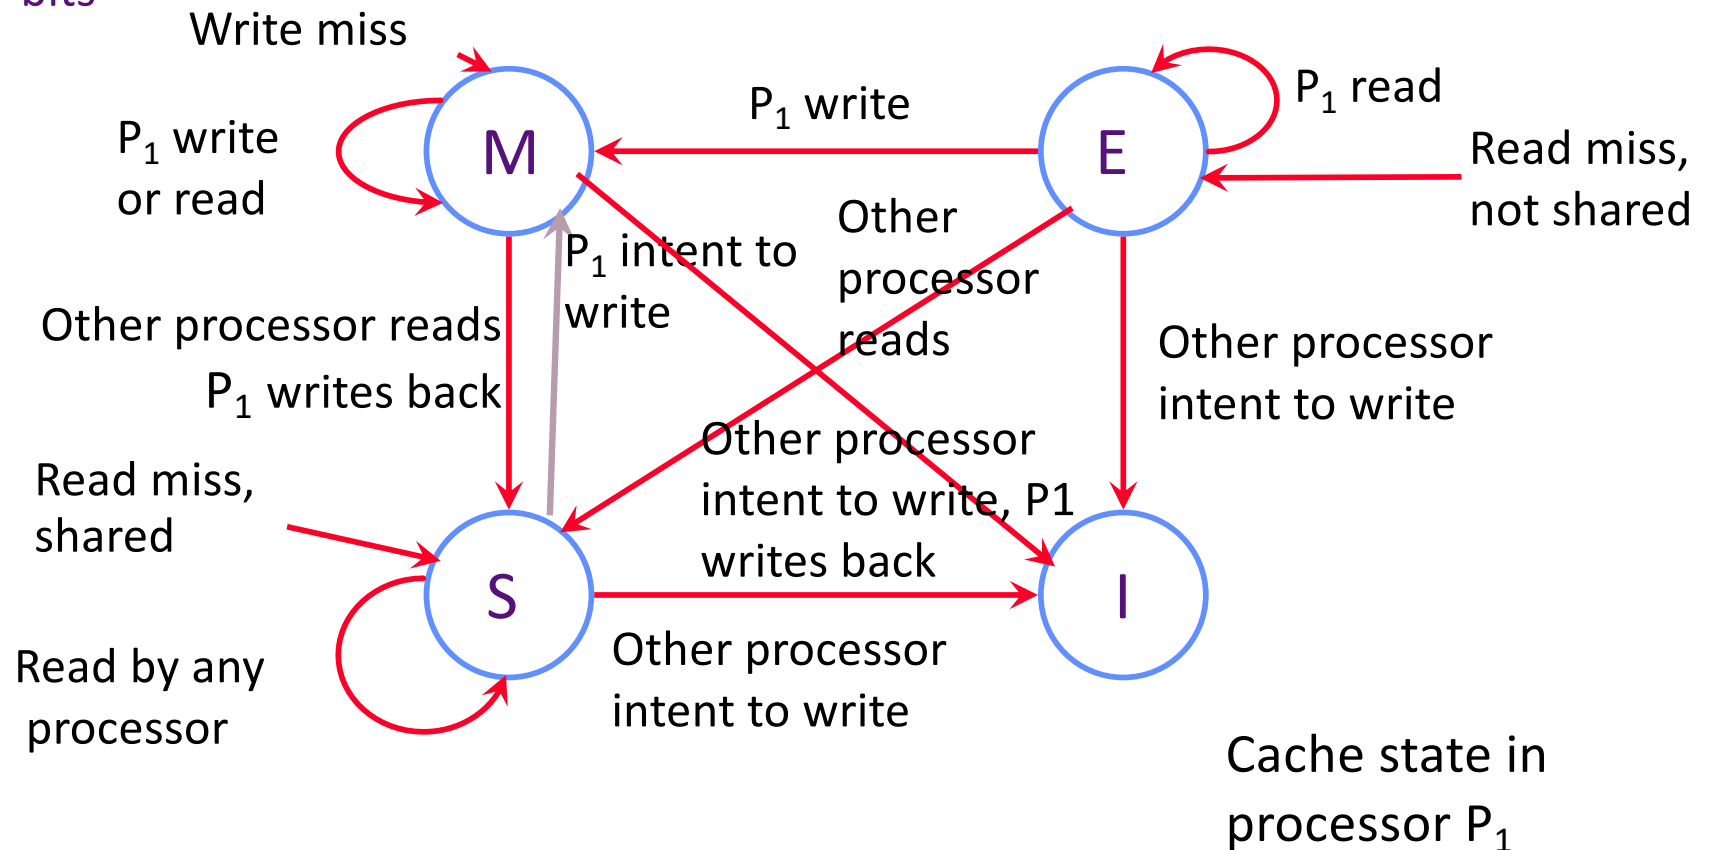 bits
Write miss
M
P₁ write
E
P₁ read
P₁ write
or read
Read miss,
not shared
P₁ intent to
write
Other
processor
reads
Other processor reads
P₁ writes back
Other processor
intent to write
Other processor
intent to write, P1
writes back
Read miss,
shared
S
I
Read by any
processor
Other processor
intent to write
Cache state in
processor P₁